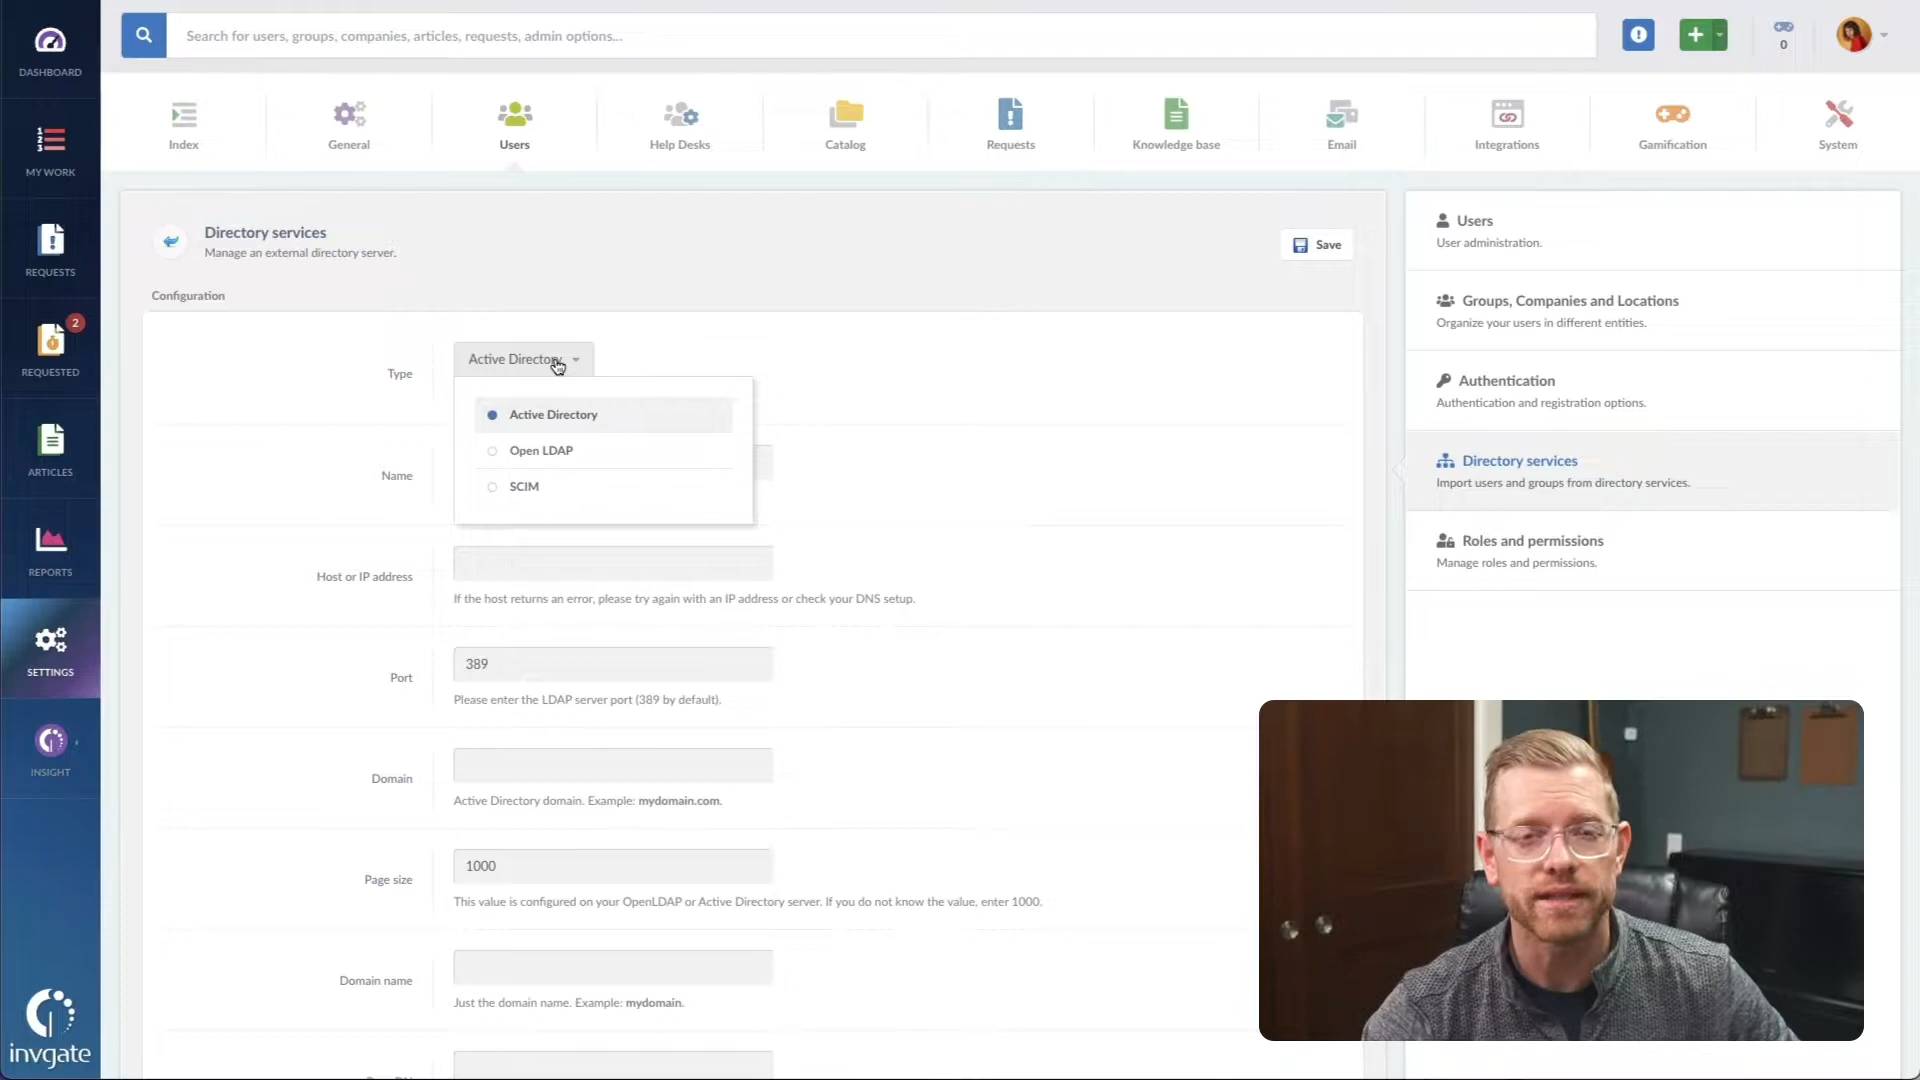 Search for users, groups, companies, articles, requests, admin options...
0
DASHBOARD
MY WORK
REQUESTS
2
REQUESTED
ARTICLES
REPORTS
SETTINGS
INSIGHT
invgate
Index
General
Users
Help Desks
Catalog
Requests
Knowledge base
Email
Integrations
Gamification
System
Directory services
Manage an external directory server.
Save
Configuration
Type
Active Directory
Active Directory
Open LDAP
SCIM
Name
Host or IP address
If the host returns an error, please try again with an IP address or check your DNS setup.
Port
389
Please enter the LDAP server port (389 by default).
Domain
Active Directory domain. Example: mydomain.com.
Page size
1000
This value is configured on your OpenLDAP or Active Directory server. If you do not know the value, enter 1000.
Domain name
Just the domain name. Example: mydomain.
Users
User administration.
Groups, Companies and Locations
Organize your users in different entities.
Authentication
Authentication and registration options.
Directory services
Import users and groups from directory services.
Roles and permissions
Manage roles and permissions.